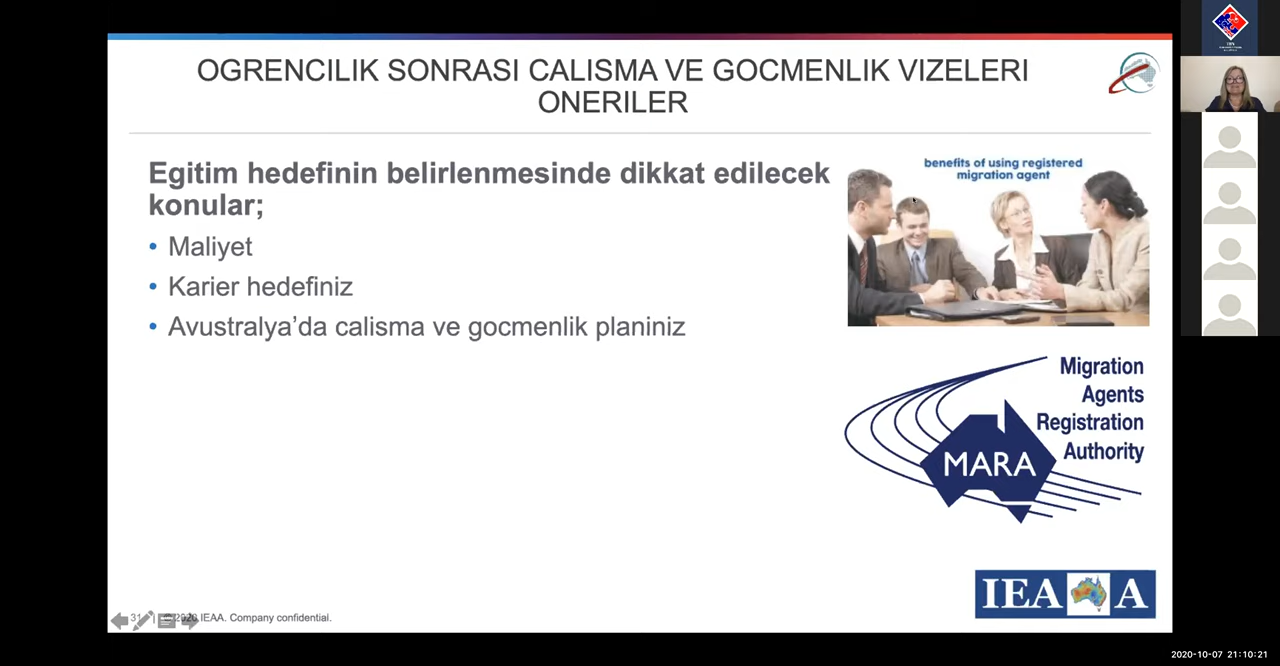 OGRENCILIK SONRASI CALISMA VE GOCMENLIK VIZELERI
ONERILER
Egitim hedefinin belirlenmesinde dikkat edilecek
konular;
• Maliyet
• Karier hedefiniz
• Avustralya’da calisma ve gocmenlik planiniz
benefits of using registered
migration agent
Migration
Agents
Registration
Authority
MARA
IEAA
31 | © 2020 IEAA. Company confidential.
2020-10-07 21:10:21